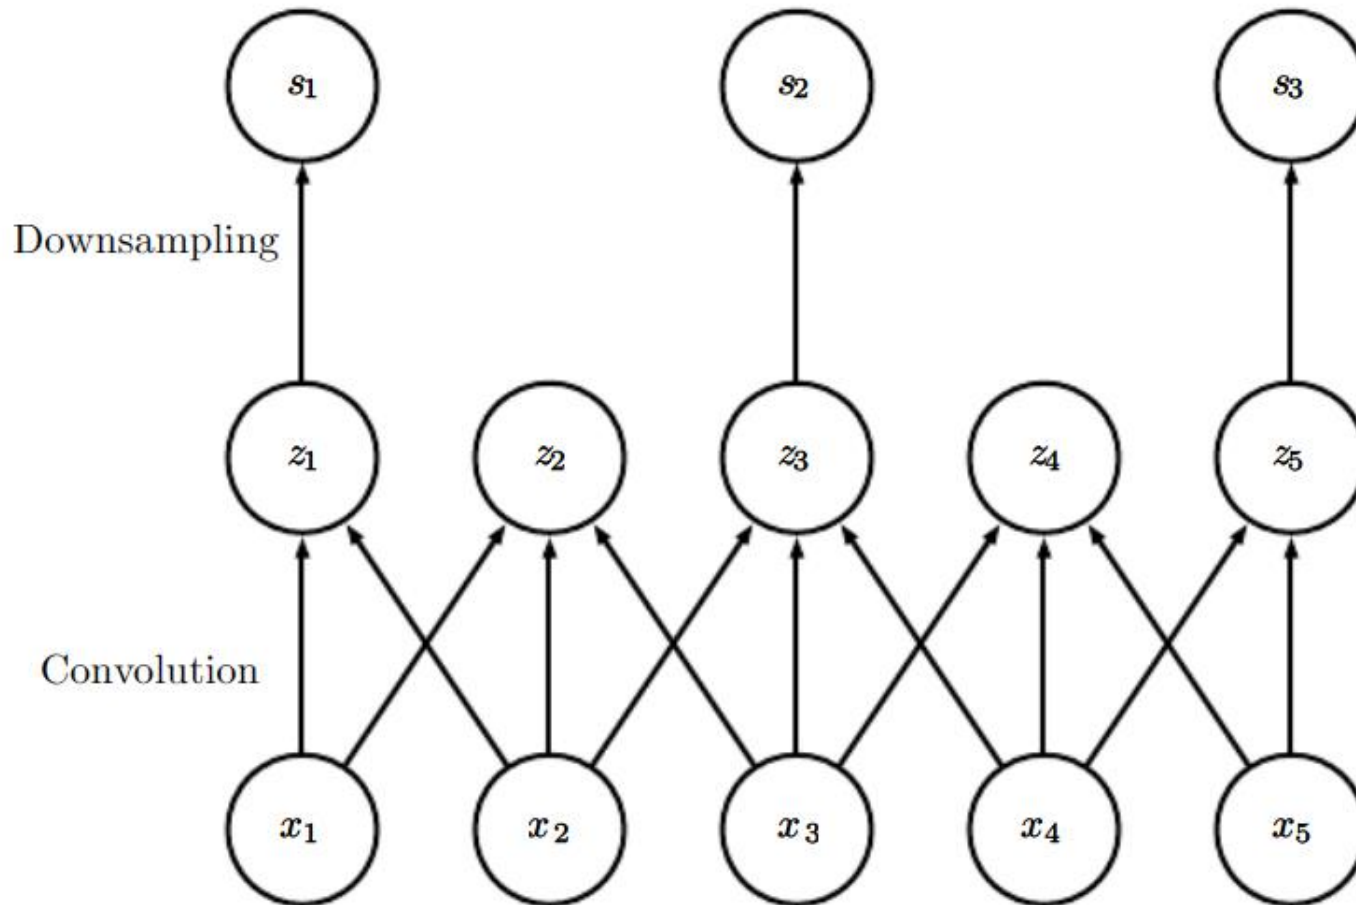 s1 s2 s3
Downsampling
z1 z2 z3 z4 z5
Convolution
x1 x2 x3 x4 x5